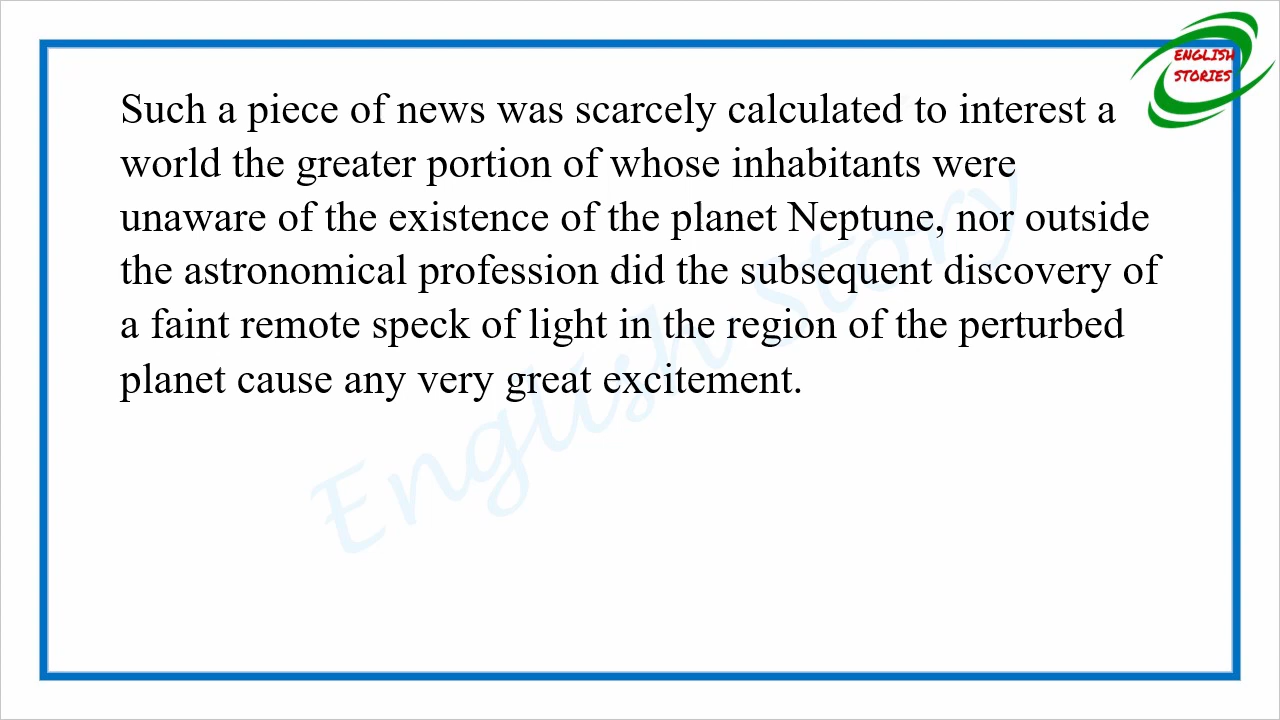 ENGLISH
STORIES
Such a piece of news was scarcely calculated to interest a
world the greater portion of whose inhabitants were
unaware of the existence of the planet Neptune, nor outside
the astronomical profession did the subsequent discovery of
a faint remote speck of light in the region of the perturbed
planet cause any very great excitement.
English Story